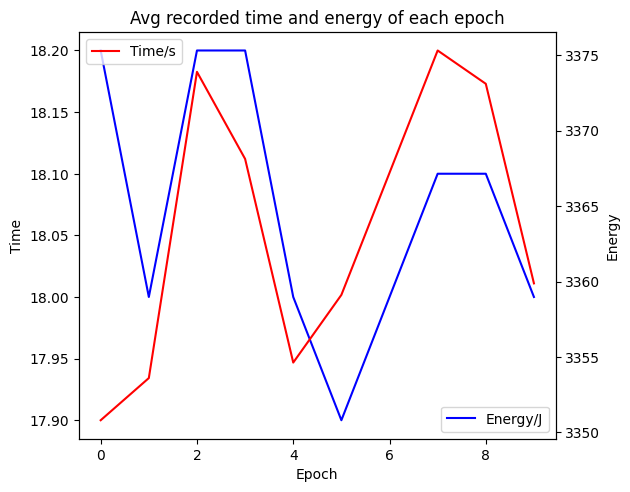 Avg recorded time and energy of each epoch
Time/s
Energy/J
18.20
18.15
18.10
18.05
18.00
17.95
17.90
Time
3375
3370
3365
3360
3355
3350
Energy
0 2 4 6 8
Epoch